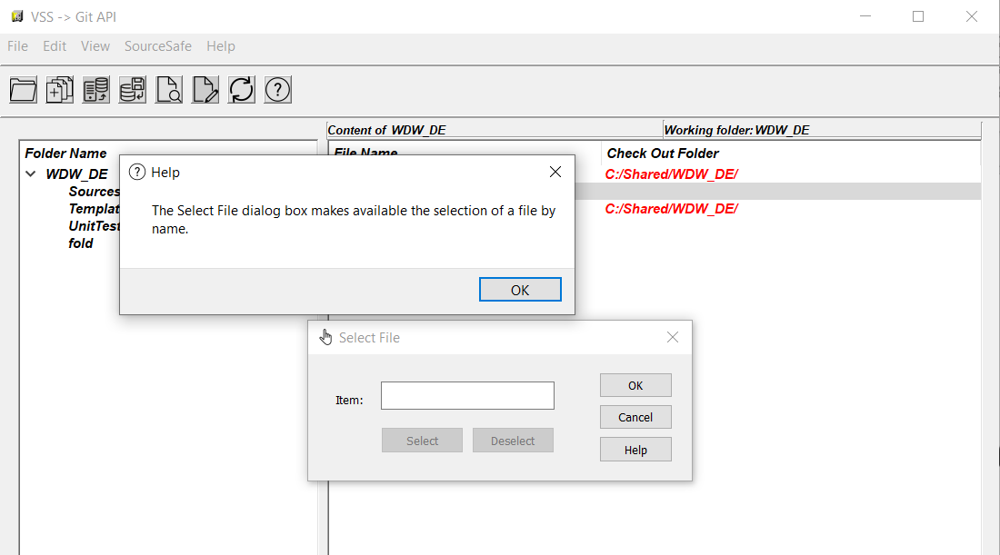 VSS -> Git API
File Edit View SourceSafe Help
Content of WDW_DE Working folder: WDW_DE
Folder Name File Name Check Out Folder
WDW_DE C:/Shared/WDW_DE/
Sources
Templat C:/Shared/WDW_DE/
UnitTest
fold
Help
The Select File dialog box makes available the selection of a file by
name.
OK
Select File
Item:
OK
Cancel
Select Deselect
Help